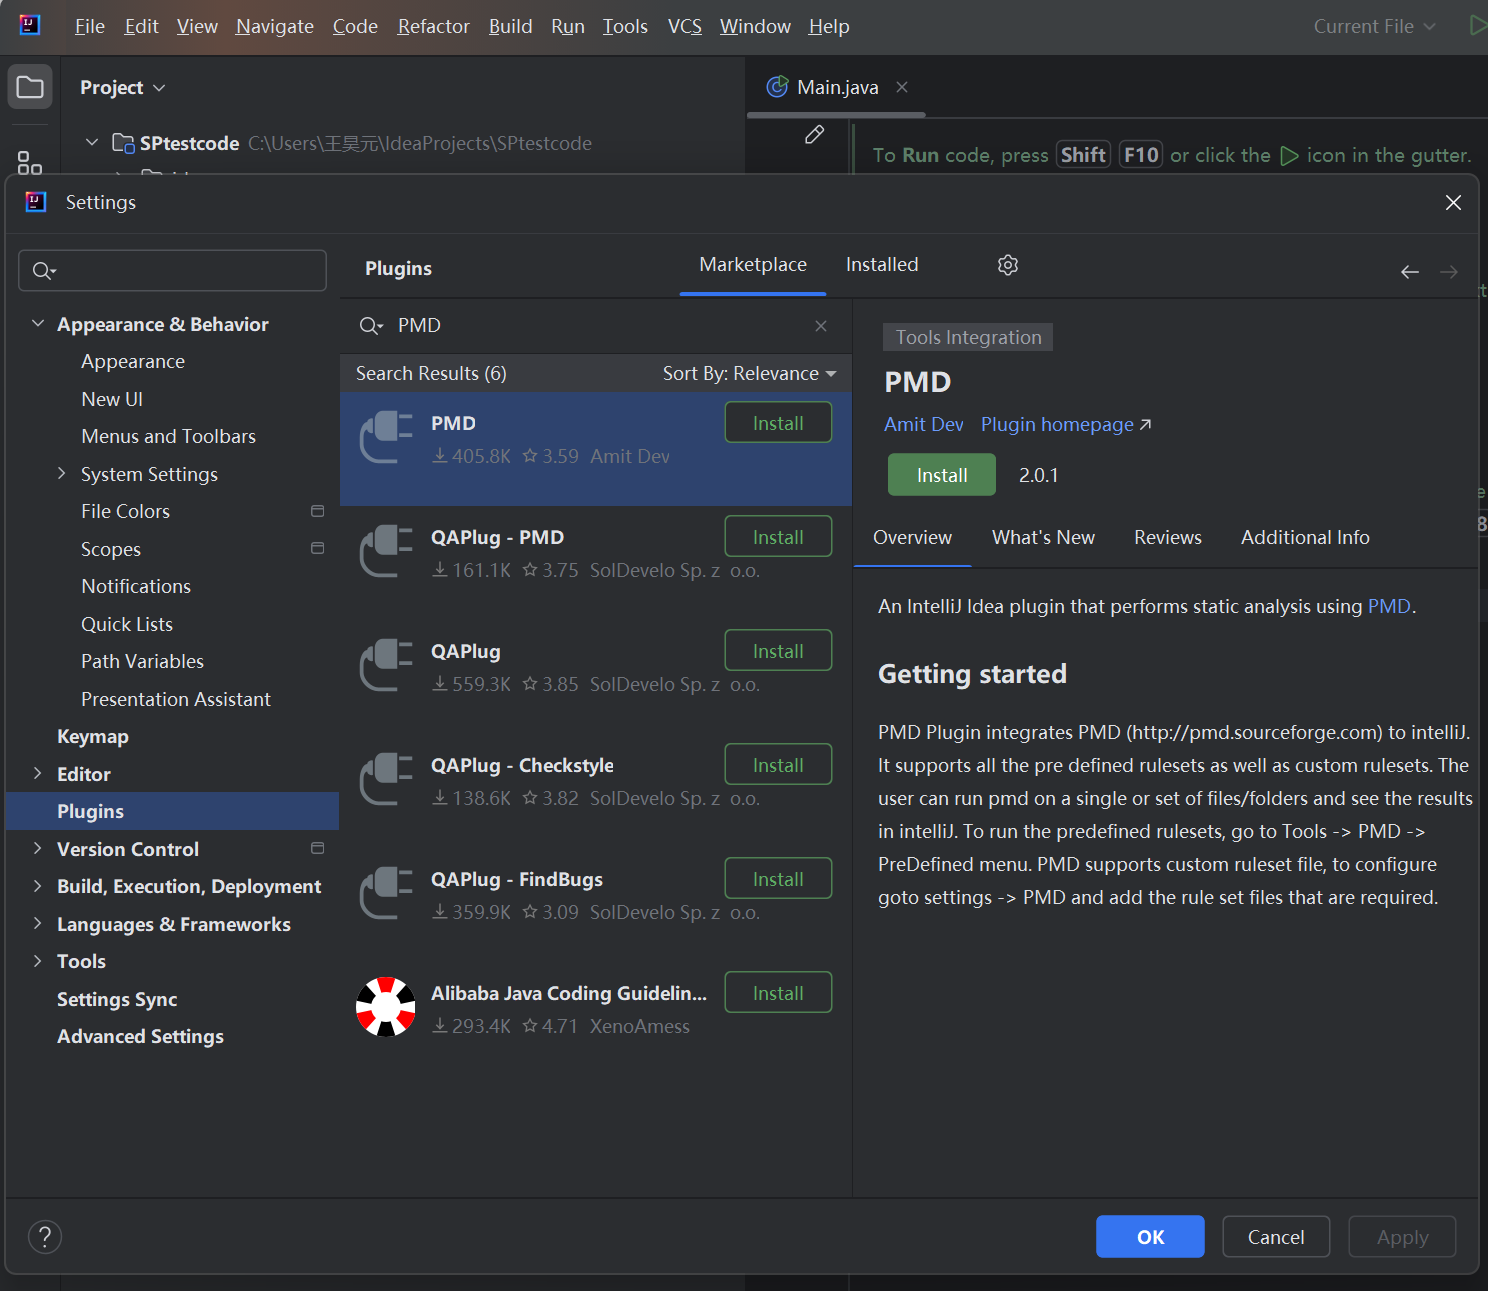 File Edit View Navigate Code Refactor Build Run Tools VCS Window Help Current File
Project
Main.java
SPtestcode C:\Users\王昊元\IdeaProjects\SPtestcode
To Run code, press Shift F10 or click the icon in the gutter.
Settings
Plugins
Marketplace
Installed
PMD
Search Results (6)
Sort By: Relevance
Appearance & Behavior
Appearance
New UI
Menus and Toolbars
System Settings
File Colors
Scopes
Notifications
Quick Lists
Path Variables
Presentation Assistant
Keymap
Editor
Plugins
Version Control
Build, Execution, Deployment
Languages & Frameworks
Tools
Settings Sync
Advanced Settings
PMD
Install
405.8K 3.59 Amit Dev
QAPlug - PMD
Install
161.1K 3.75 SolDevelo Sp. z o.o.
QAPlug
Install
559.3K 3.85 SolDevelo Sp. z o.o.
QAPlug - Checkstyle
Install
138.6K 3.82 SolDevelo Sp. z o.o.
QAPlug - FindBugs
Install
359.9K 3.09 SolDevelo Sp. z o.o.
Alibaba Java Coding Guidelin...
Install
293.4K 4.71 XenoAmess
Tools Integration
PMD
Amit Dev Plugin homepage
Install 2.0.1
Overview What's New Reviews Additional Info
An IntelliJ Idea plugin that performs static analysis using PMD.
Getting started
PMD Plugin integrates PMD (http://pmd.sourceforge.com) to intelliJ.
It supports all the pre defined rulesets as well as custom rulesets. The
user can run pmd on a single or set of files/folders and see the results
in intelliJ. To run the predefined rulesets, go to Tools -> PMD ->
PreDefined menu. PMD supports custom ruleset file, to configure
goto settings -> PMD and add the rule set files that are required.
?
OK
Cancel
Apply